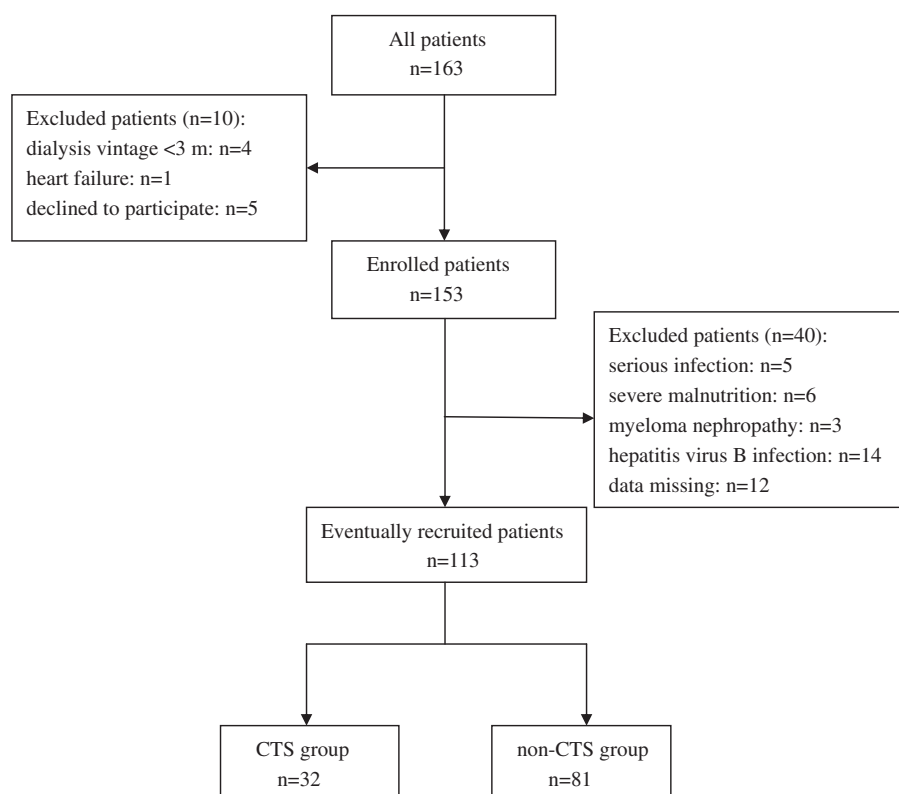 All patients
n=163
Excluded patients (n=10):
dialysis vintage <3 m: n=4
heart failure: n=1
declined to participate: n=5
Enrolled patients
n=153
Excluded patients (n=40):
serious infection: n=5
severe malnutrition: n=6
myeloma nephropathy: n=3
hepatitis virus B infection: n=14
data missing: n=12
Eventually recruited patients
n=113
CTS group
n=32
non-CTS group
n=81